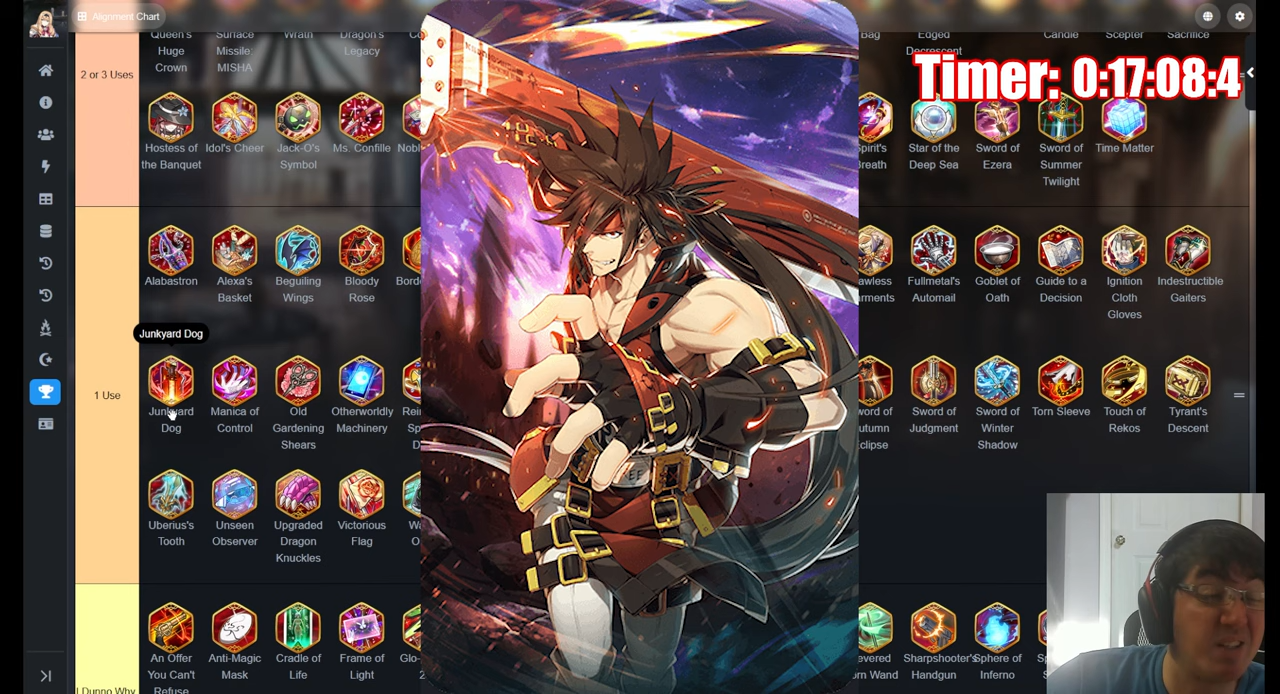 Alignment Chart
Timer: 0:17:08:4
2 or 3 Uses
Queen's
Huge
Crown
Surface
Missile:
MISHA
Wrath
Dragon's
Legacy
Bag
Edged
Decrescent
Candle
Scepter
Sacrifice
Hostess of
the Banquet
Idol's Cheer
Jack-O's
Symbol
Ms. Confille
Star of the
Deep Sea
Sword of
Ezera
Sword of
Summer
Twilight
Time Matter
1 Use
Alabastron
Alexa's
Basket
Beguiling
Wings
Bloody
Rose
Fullmetal's
Automail
Goblet of
Oath
Guide to a
Decision
Ignition
Cloth
Gloves
Indestructible
Gaiters
Junkyard Dog
Junkyard
Dog
Manica of
Control
Old
Gardening
Shears
Otherworldly
Machinery
Sword of
Judgment
Sword of
Winter
Shadow
Torn Sleeve
Touch of
Rekos
Tyrant's
Descent
Uberius's
Tooth
Unseen
Observer
Upgraded
Dragon
Knuckles
Victorious
Flag
I Dunno Why
An Offer
You Can't
Refuse
Anti-Magic
Mask
Cradle of
Life
Frame of
Light
Sharpshooter's
Handgun
Sphere of
Inferno